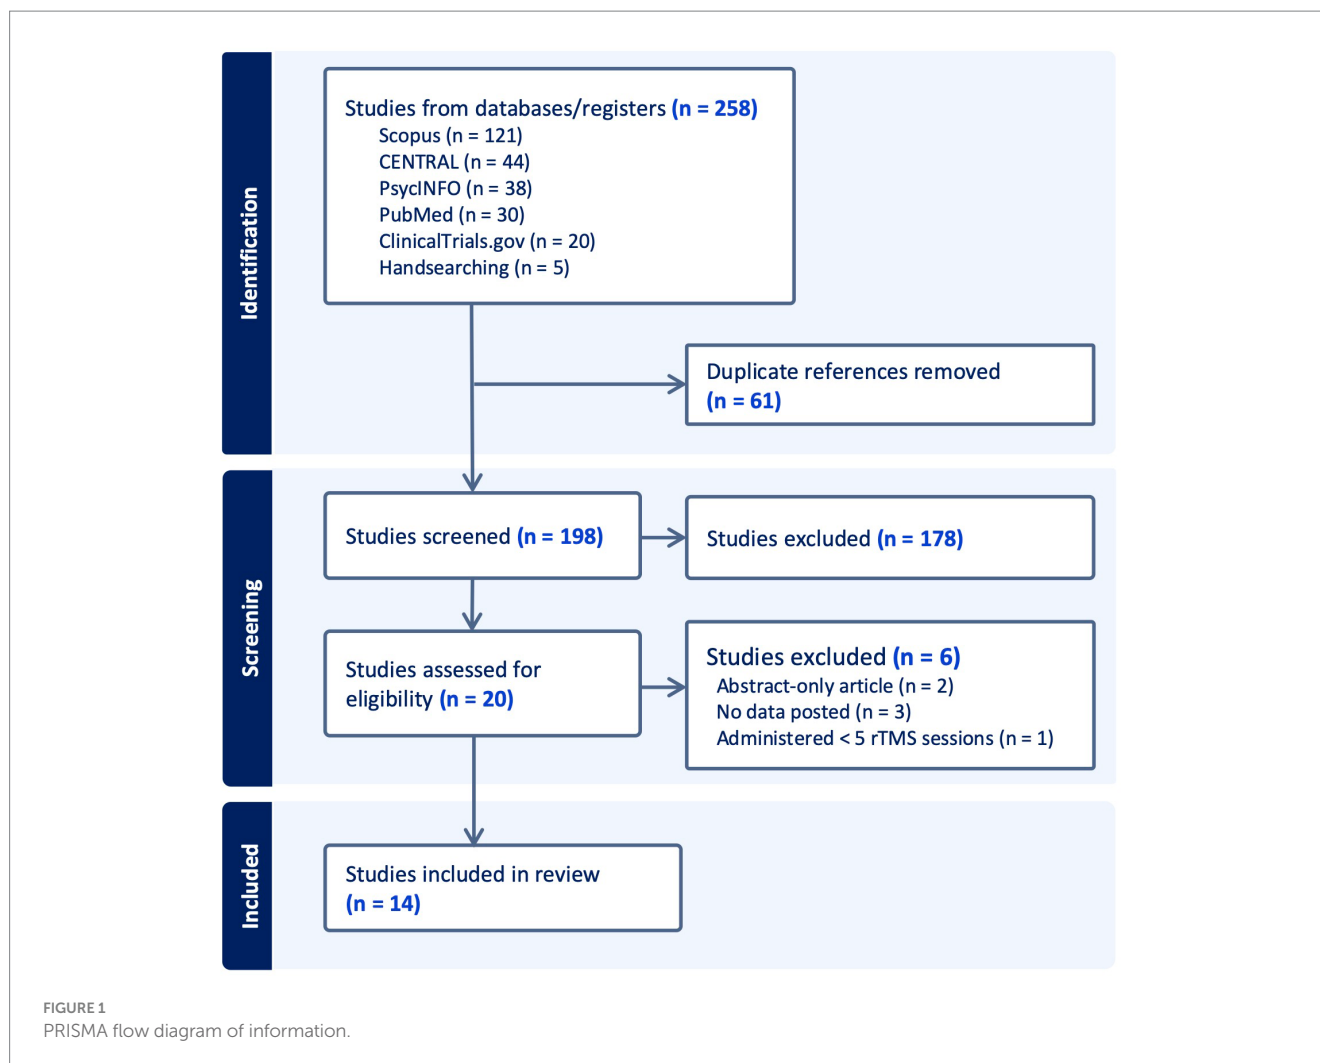 Identification
Studies from databases/registers (n = 258)
Scopus (n = 121)
CENTRAL (n = 44)
PsycINFO (n = 38)
PubMed (n = 30)
ClinicalTrials.gov (n = 20)
Handsearching (n = 5)
Duplicate references removed
(n = 61)
Screening
Studies screened (n = 198)
Studies excluded (n = 178)
Studies assessed for
eligibility (n = 20)
Studies excluded (n = 6)
Abstract-only article (n = 2)
No data posted (n = 3)
Administered < 5 rTMS sessions (n = 1)
Included
Studies included in review
(n = 14)
FIGURE 1
PRISMA flow diagram of information.